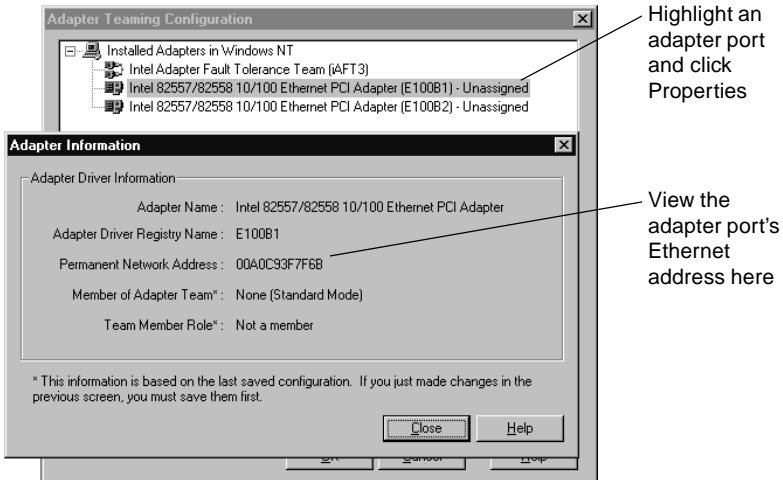 Adapter Teaming Configuration
Installed Adapters in Windows NT
Intel Adapter Fault Tolerance Team (iAFT3)
Intel 82557/82558 10/100 Ethernet PCI Adapter (E100B1) - Unassigned
Intel 82557/82558 10/100 Ethernet PCI Adapter (E100B2) - Unassigned
Highlight an
adapter port
and click
Properties
Adapter Information
Adapter Driver Information
Adapter Name : Intel 82557/82558 10/100 Ethernet PCI Adapter
Adapter Driver Registry Name : E100B1
Permanent Network Address : 00A0C93F7F6B
Member of Adapter Team* : None (Standard Mode)
Team Member Role* : Not a member
View the
adapter port's
Ethernet
address here
* This information is based on the last saved configuration. If you just made changes in the
previous screen, you must save them first.
Close Help